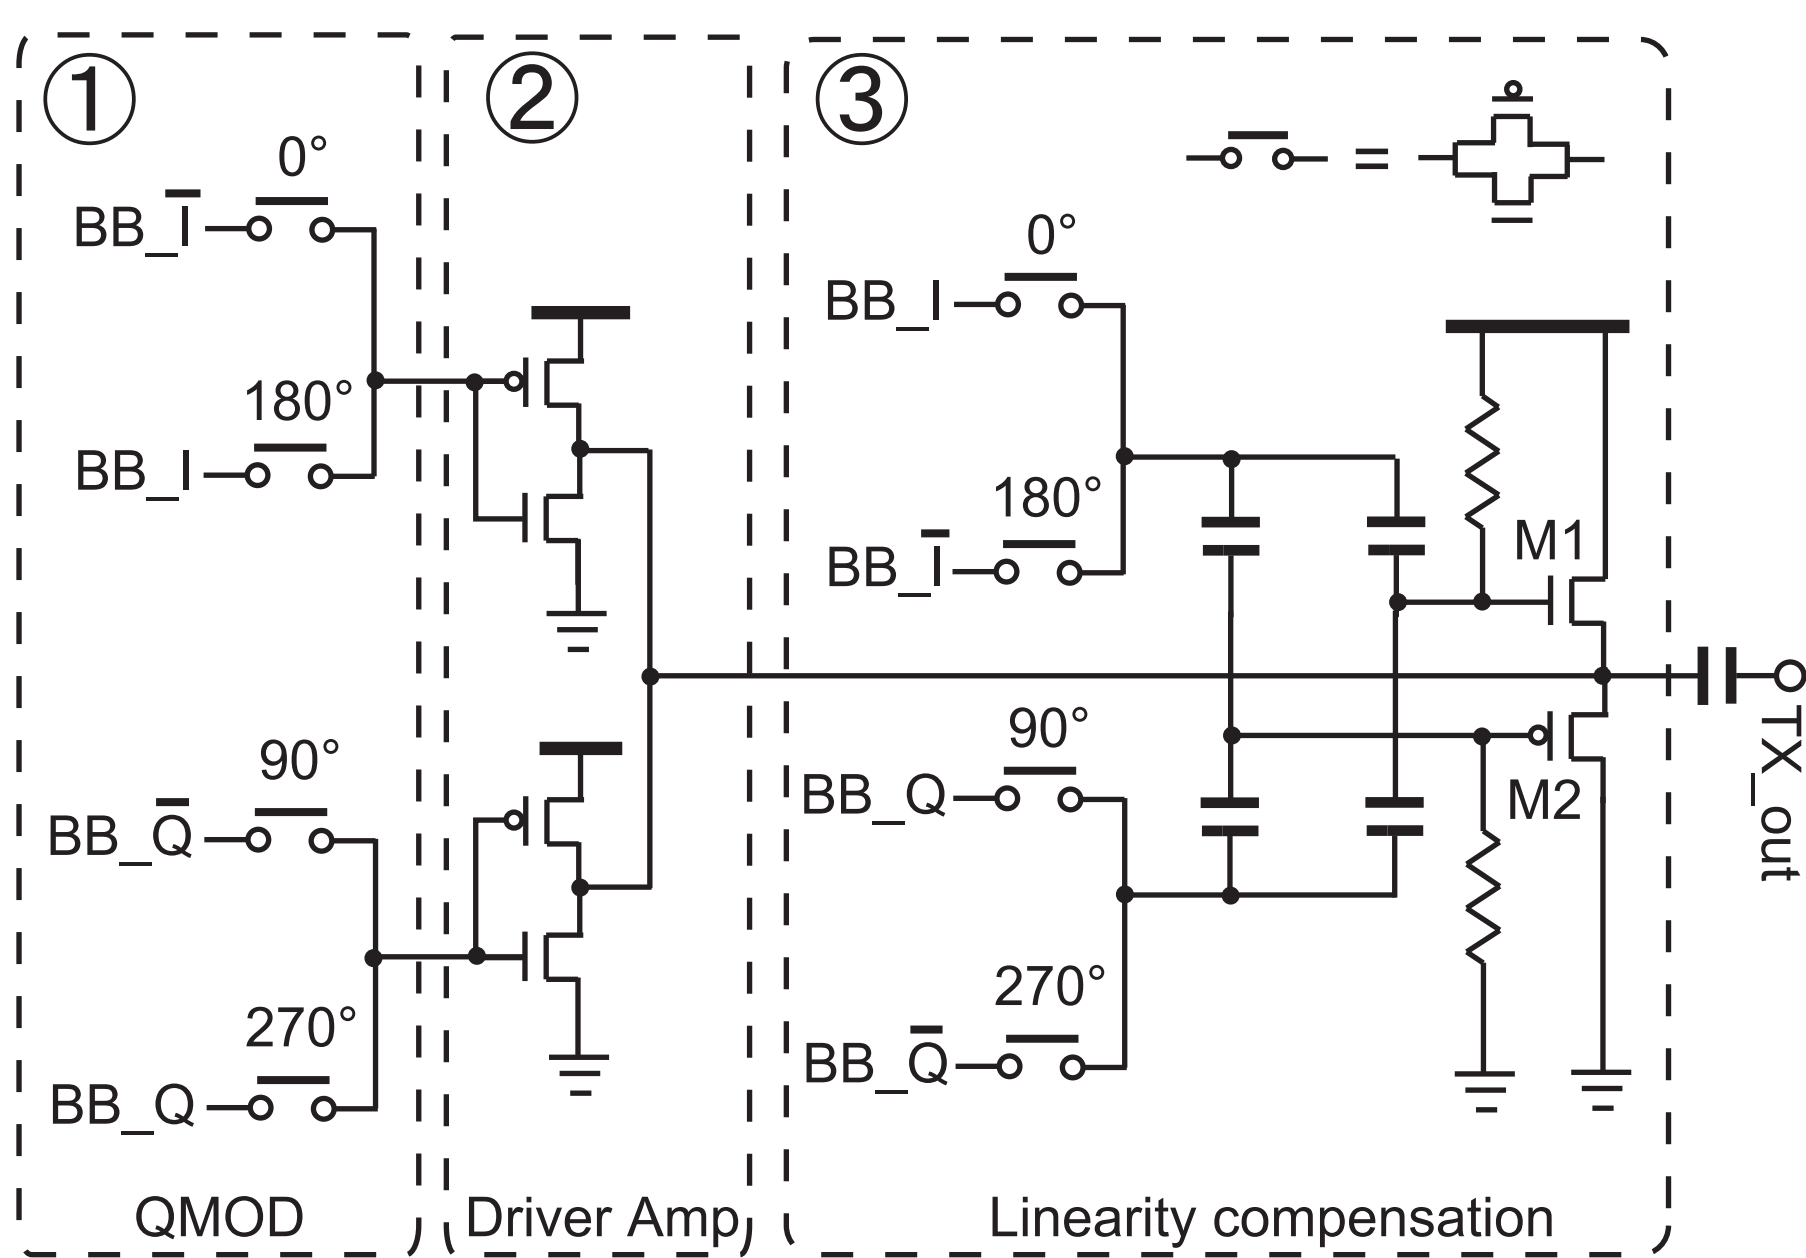 ①
0°
BB_I̅
180°
BB_I
90°
BB_Q̅
270°
BB_Q
QMOD
②
Driver Amp
③
=
0°
BB_I
180°
BB_I̅
90°
BB_Q
270°
BB_Q̅
M1
M2
TX_out
Linearity compensation